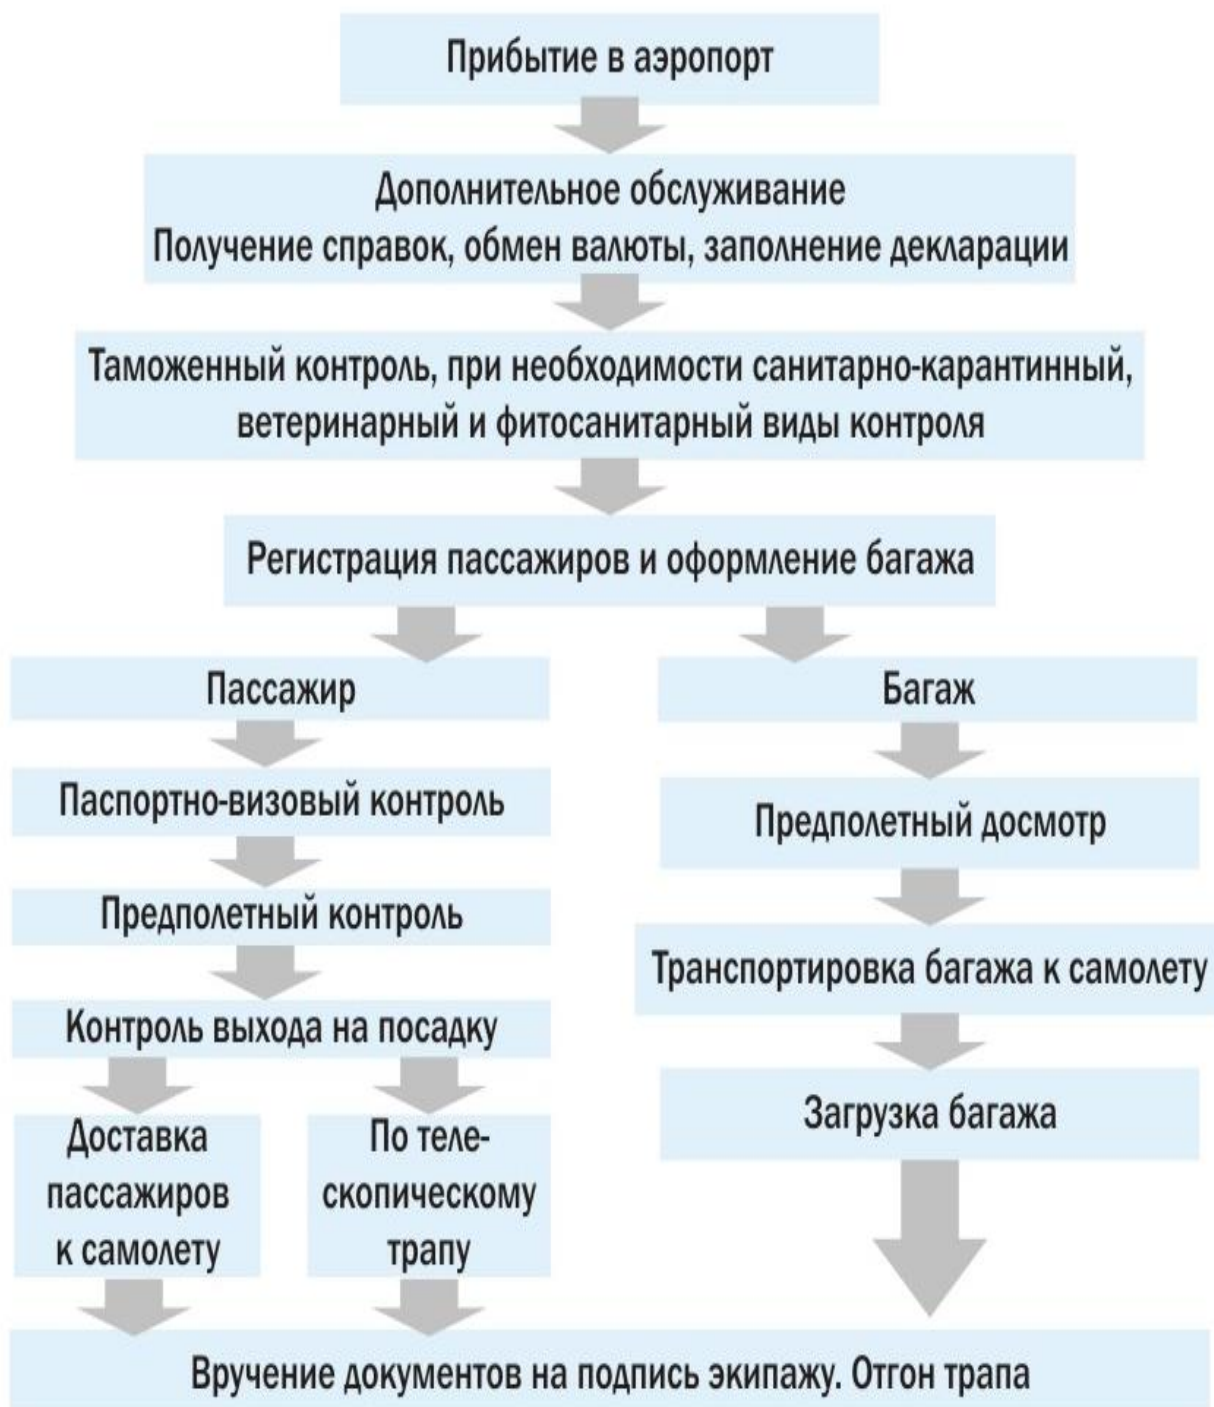 Прибытие в аэропорт
Дополнительное обслуживание
Получение справок, обмен валюты, заполнение декларации
Таможенный контроль, при необходимости санитарно-карантинный,
ветеринарный и фитосанитарный виды контроля
Регистрация пассажиров и оформление багажа
Пассажир
Паспортно-визовый контроль
Предполетный контроль
Контроль выхода на посадку
Доставка
пассажиров
к самолету
По теле-
скопическому
трапу
Багаж
Предполетный досмотр
Транспортировка багажа к самолету
Загрузка багажа
Вручение документов на подпись экипажу. Отгон трапа